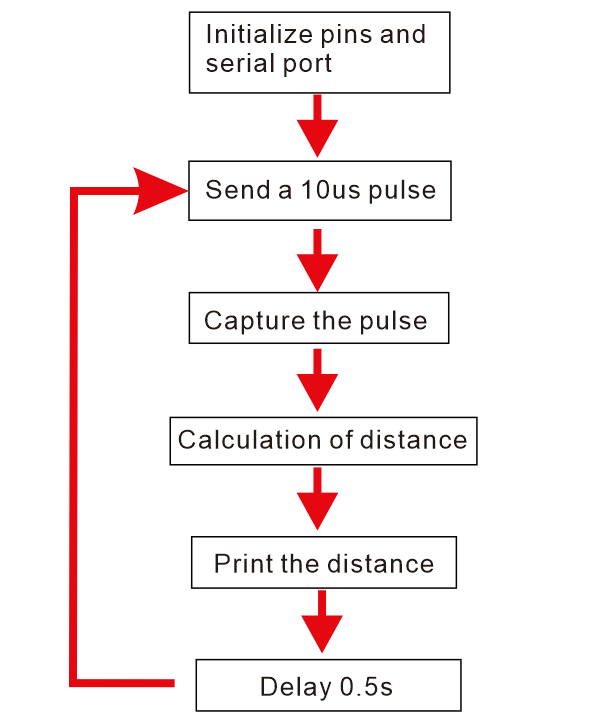 Initialize pins and
serial port
Send a 10us pulse
Capture the pulse
Calculation of distance
Print the distance
Delay 0.5s